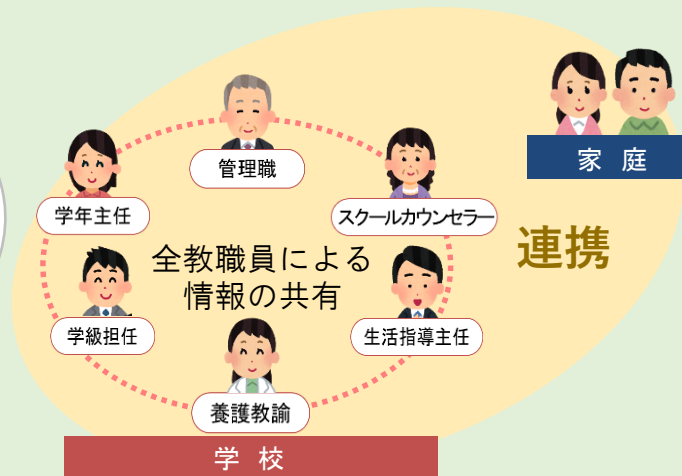 家庭
管理職
学年主任
スクールカウンセラー
連携
全教職員による
情報の共有
学級担任
生活指導主任
養護教諭
学校